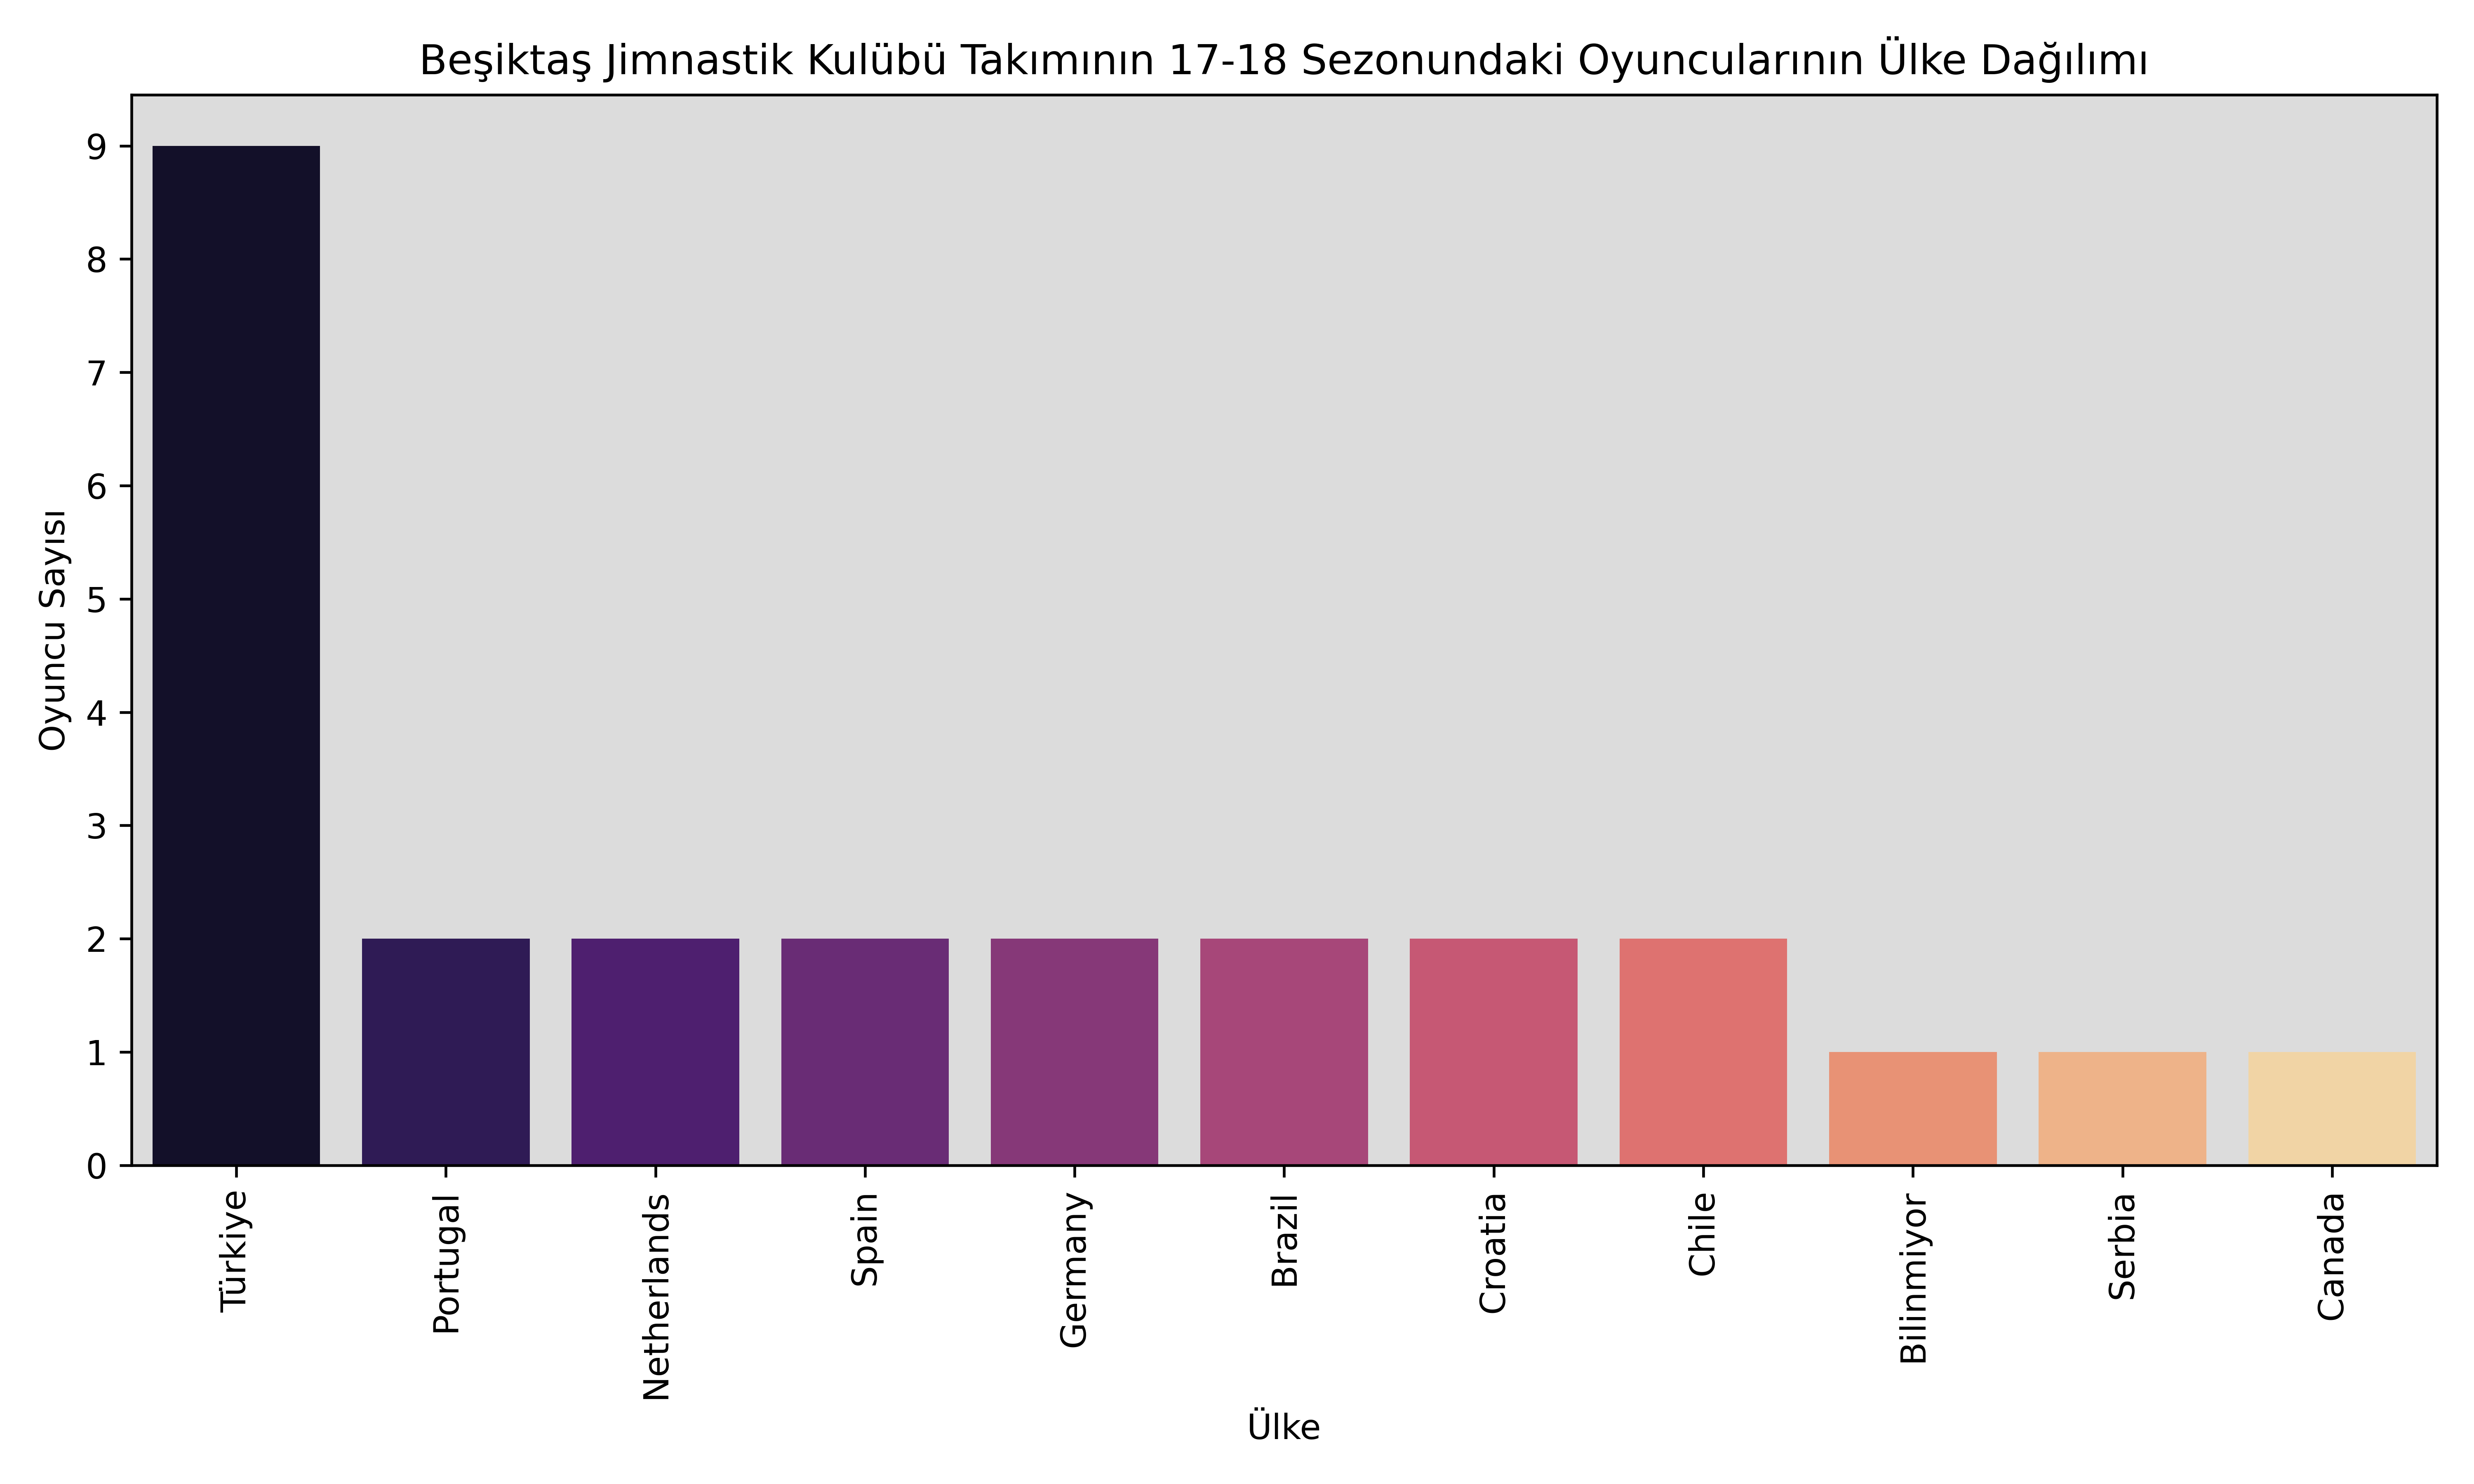 Beşiktaş Jimnastik Kulübü Takımının 17-18 Sezonundaki Oyuncularının Ülke Dağılımı
9
8
7
6
5
4
3
2
1
0
Oyuncu Sayısı
Türkiye
Portugal
Netherlands
Spain
Germany
Brazil
Croatia
Chile
Bilinmiyor
Serbia
Canada
Ülke